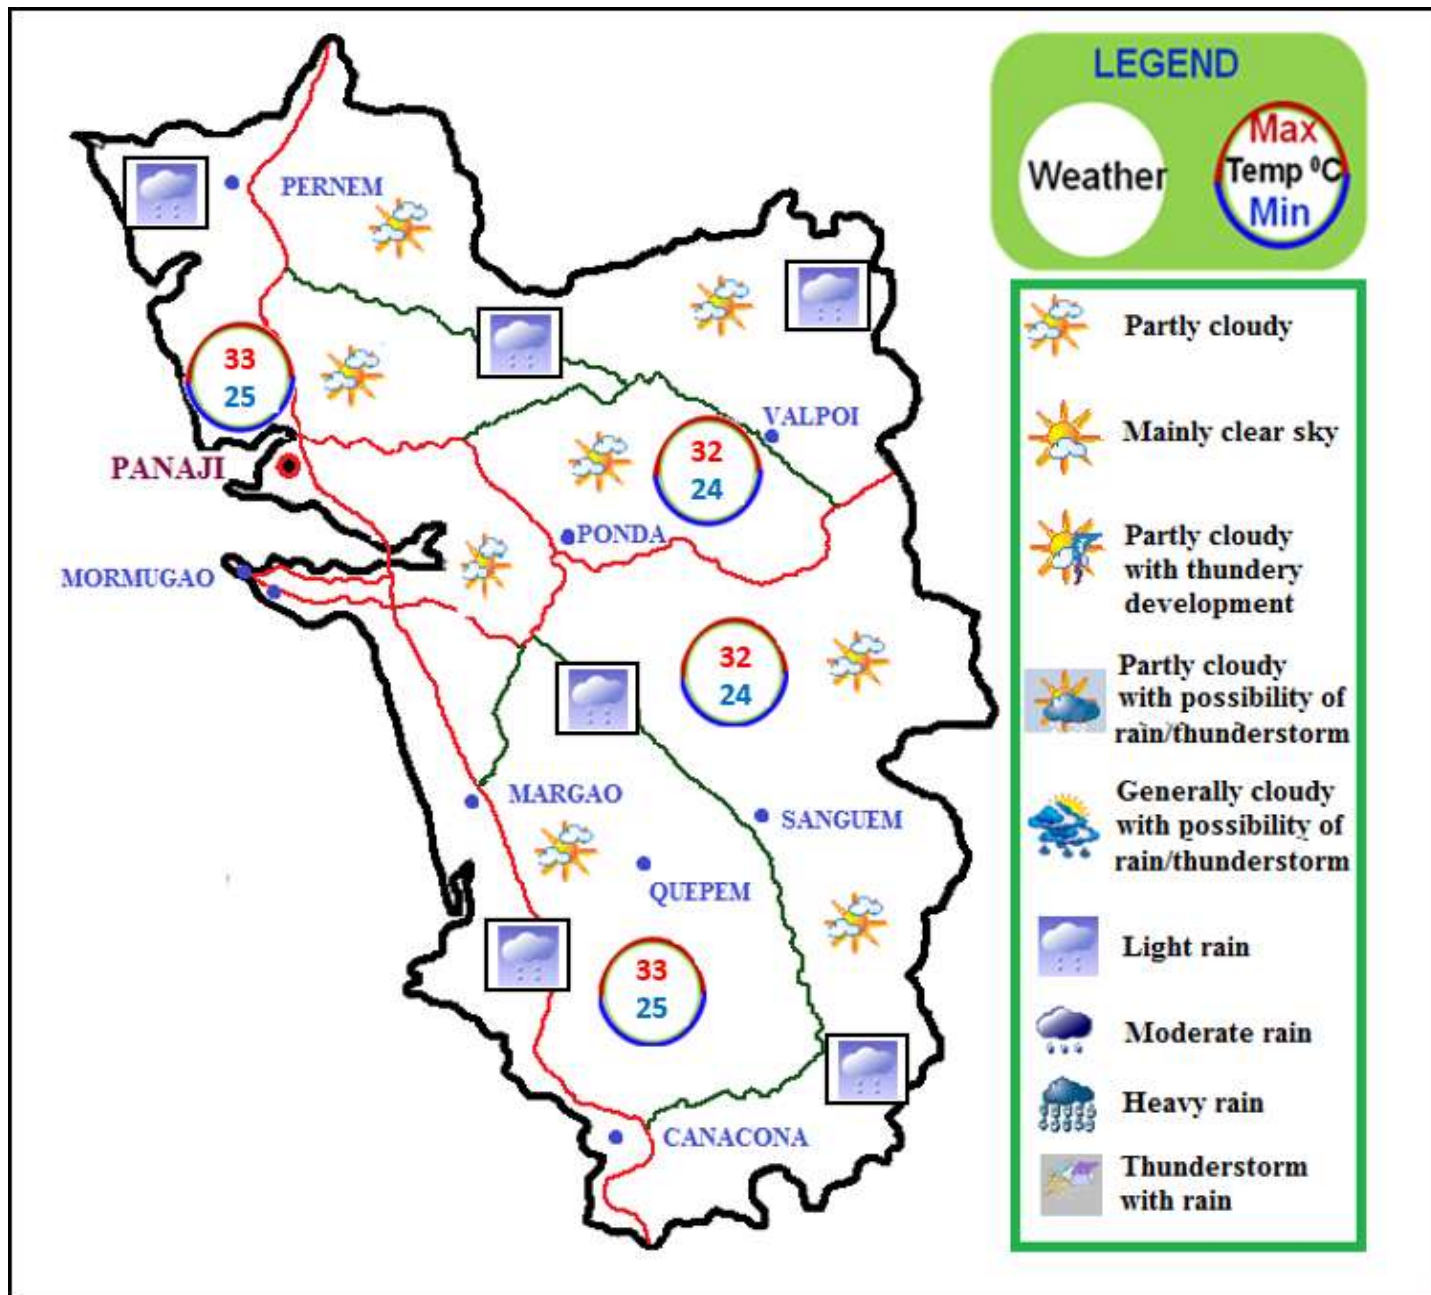 PERNEM
33
25
VALPOI
32
24
PANAJI
PONDA
MORMUGAO
32
24
MARGAO
SANGUEM
QUEPEM
33
25
CANACONA
LEGEND
Weather
Max
Temp ⁰C
Min
Partly cloudy
Mainly clear sky
Partly cloudy
with thundery
development
Partly cloudy
with possibility of
rain/thunderstorm
Generally cloudy
with possibility of
rain/thunderstorm
Light rain
Moderate rain
Heavy rain
Thunderstorm
with rain